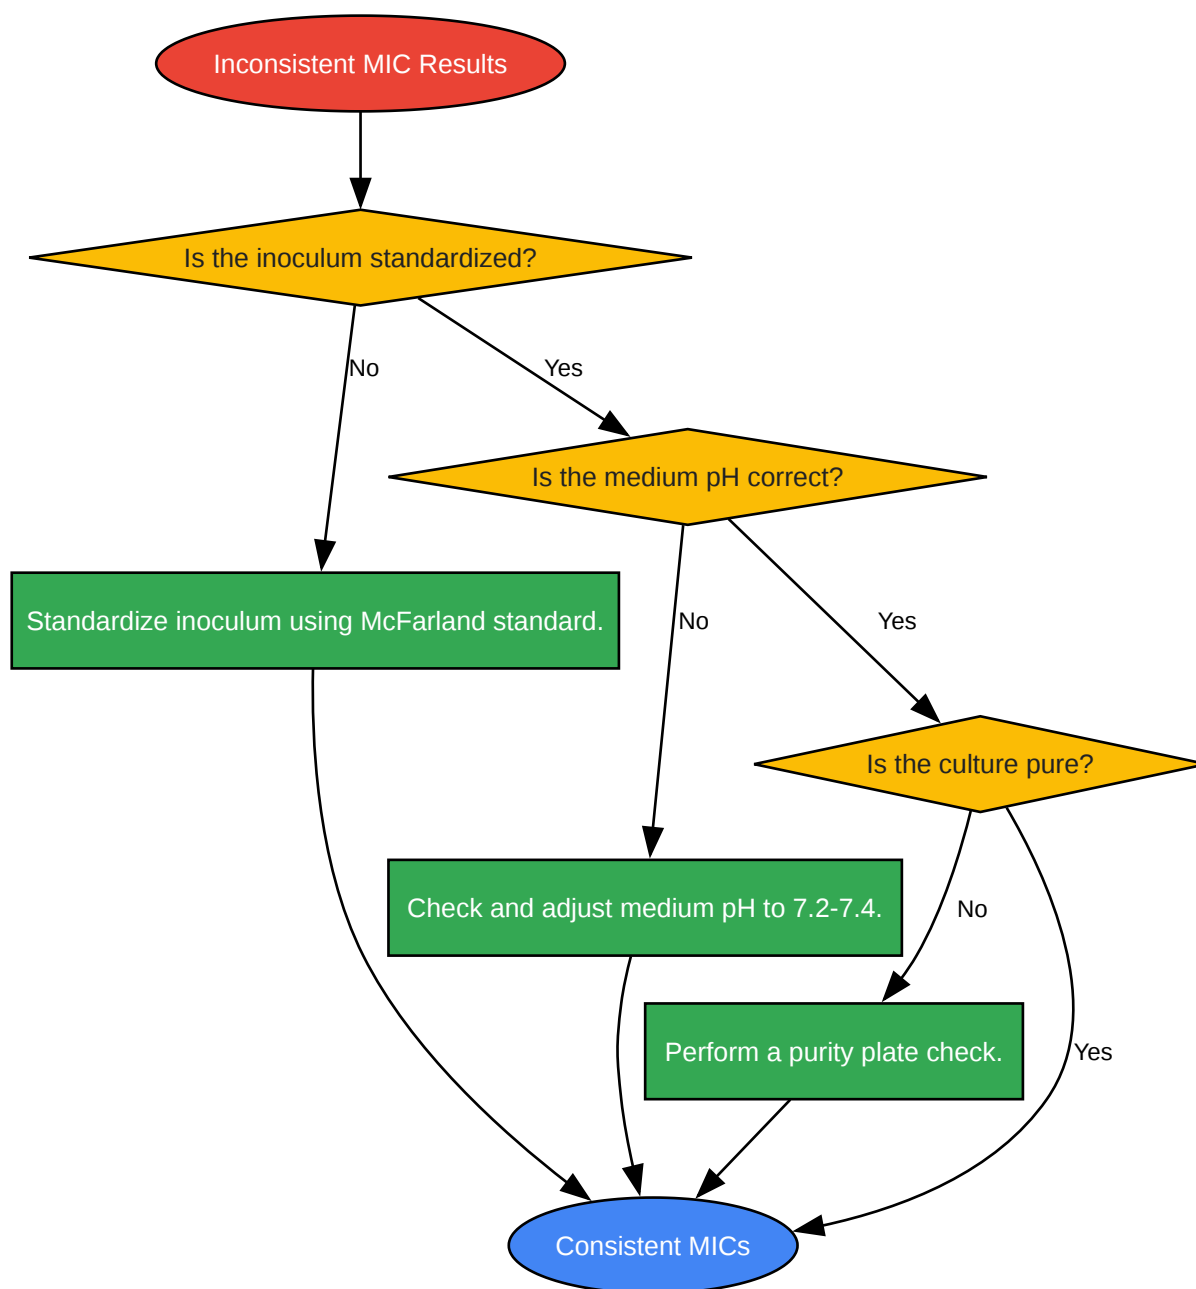 Inconsistent MIC Results
Is the inoculum standardized?
No
Yes
Is the medium pH correct?
Standardize inoculum using McFarland standard.
No
Yes
Is the culture pure?
Check and adjust medium pH to 7.2-7.4.
No
Perform a purity plate check.
Yes
Consistent MICs